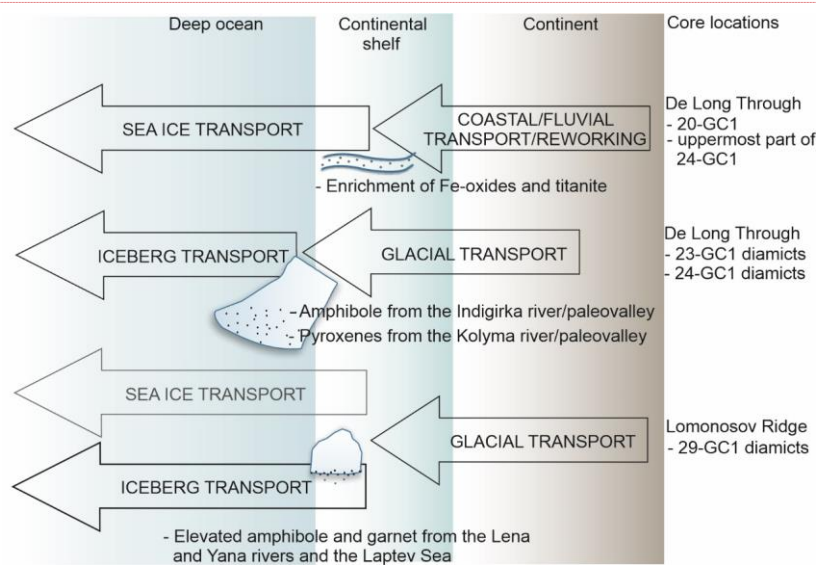 Deep ocean
Continental
shelf
Continent
Core locations
SEA ICE TRANSPORT
COASTAL/FLUVIAL
TRANSPORT/REWORKING
De Long Through
- 20-GC1
- uppermost part of
24-GC1
- Enrichment of Fe-oxides and titanite
ICEBERG TRANSPORT
GLACIAL TRANSPORT
De Long Through
- 23-GC1 diamicts
- 24-GC1 diamicts
- Amphibole from the Indigirka river/paleovalley
- Pyroxenes from the Kolyma river/paleovalley
SEA ICE TRANSPORT
GLACIAL TRANSPORT
Lomonosov Ridge
- 29-GC1 diamicts
ICEBERG TRANSPORT
- Elevated amphibole and garnet from the Lena
and Yana rivers and the Laptev Sea